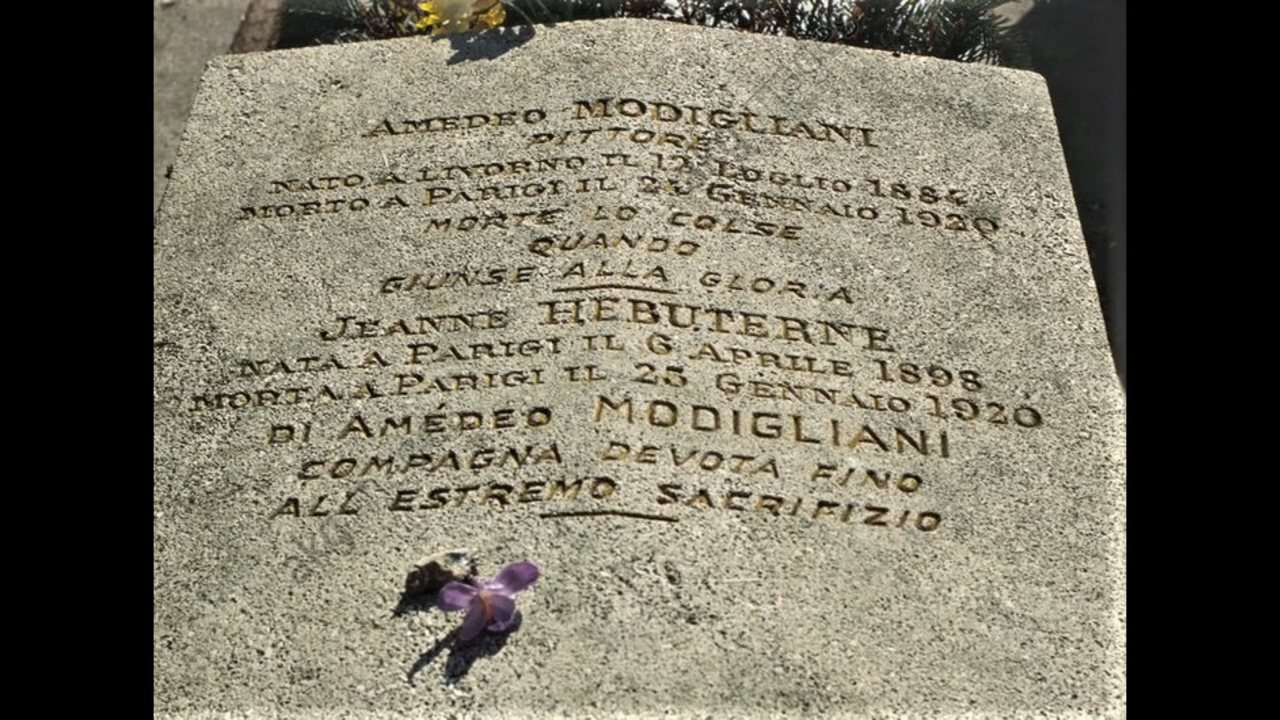 AMEDEO MODIGLIANI
PITTORE
NATO A LIVORNO IL 12 LUGLIO 1884
MORTO A PARIGI IL 24 GENNAIO 1920
MORTE LO COLSE
QUANDO
GIUNSE ALLA GLORIA
JEANNE HEBUTERNE
NATA A PARIGI IL 6 APRILE 1898
MORTA A PARIGI IL 25 GENNAIO 1920
DI AMÉDEO MODIGLIANI
COMPAGNA DEVOTA FINO
ALL ESTREMO SACRIFIZIO